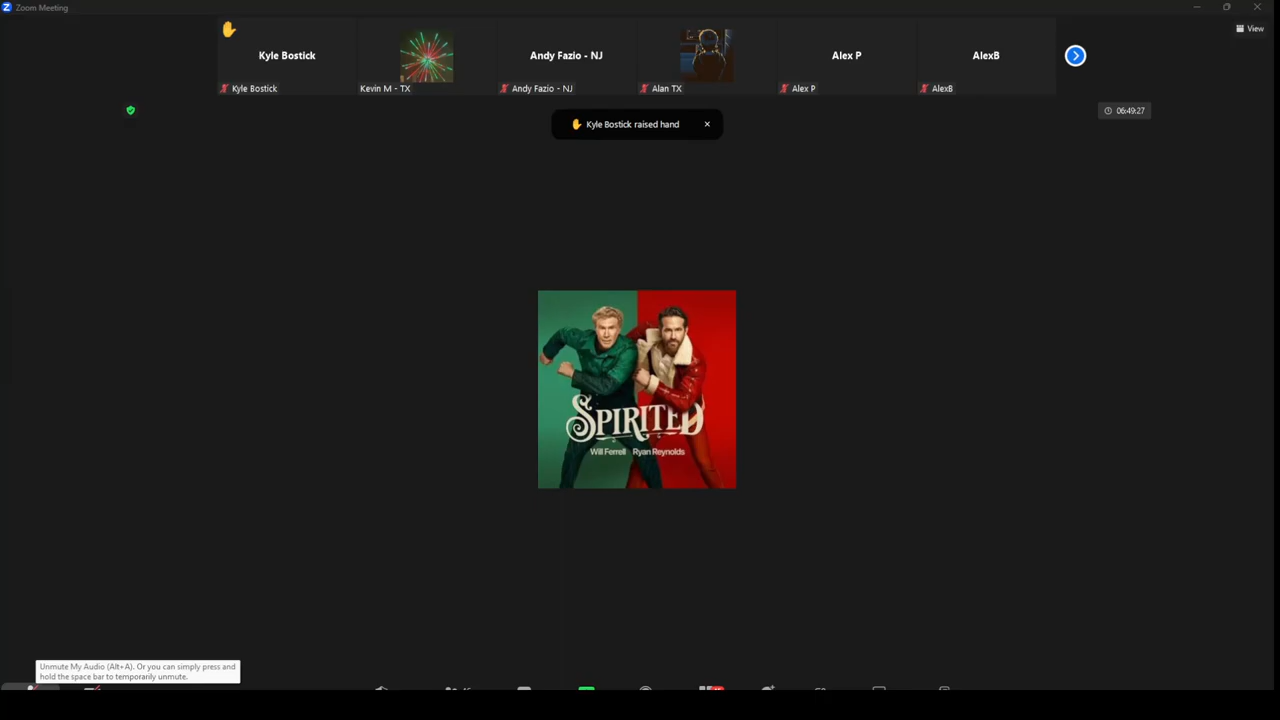 Zoom Meeting
View
Kyle Bostick
Andy Fazio - NJ
Alex P
AlexB
Kyle Bostick
Kevin M - TX
Andy Fazio - NJ
Alan TX
Alex P
AlexB
Kyle Bostick raised hand
06:49:27
SPIRITED
Will Ferrell Ryan Reynolds
Unmute My Audio (Alt+A). Or you can simply press and
hold the space bar to temporarily unmute.